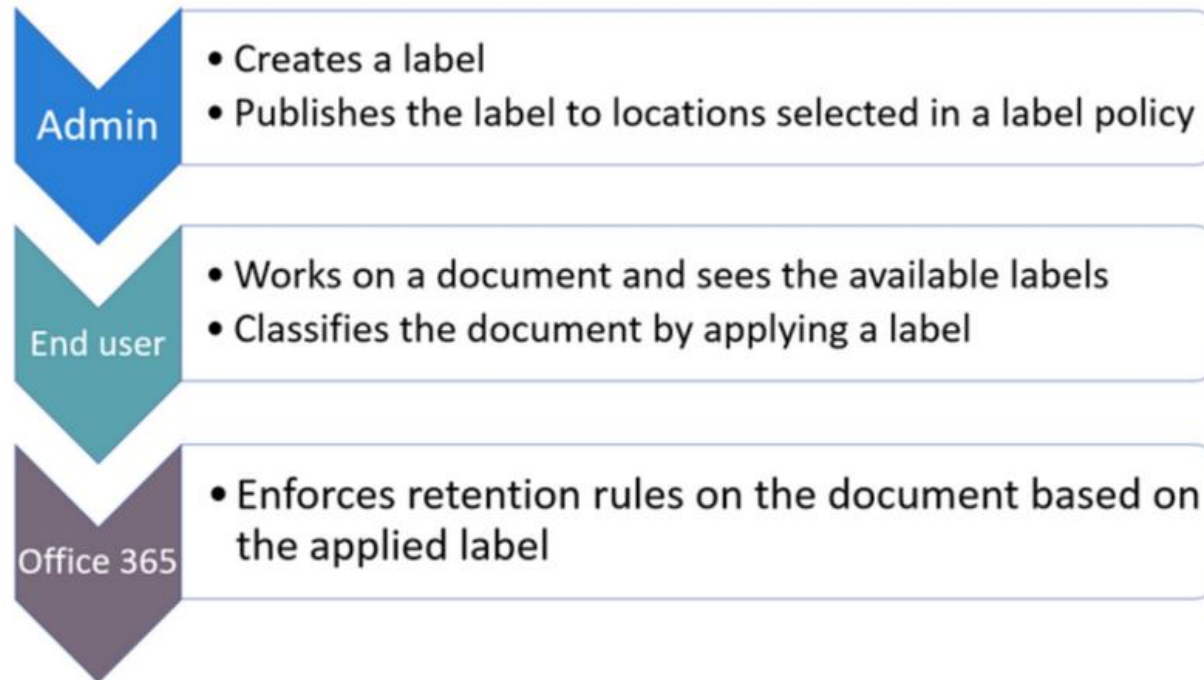 Admin
• Creates a label
• Publishes the label to locations selected in a label policy
End user
• Works on a document and sees the available labels
• Classifies the document by applying a label
Office 365
• Enforces retention rules on the document based on
the applied label